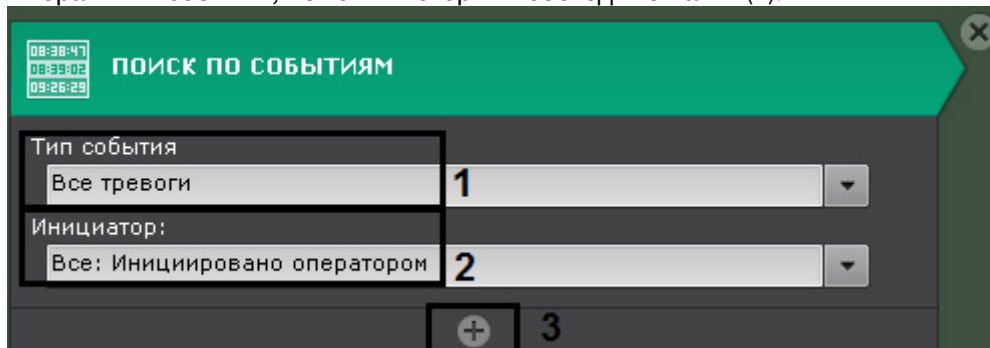 08:38:47
08:39:02
09:26:29
ПОИСК ПО СОБЫТИЯМ
Тип события
Все тревоги 1
Инициатор:
Все: Инициировано оператором 2
3